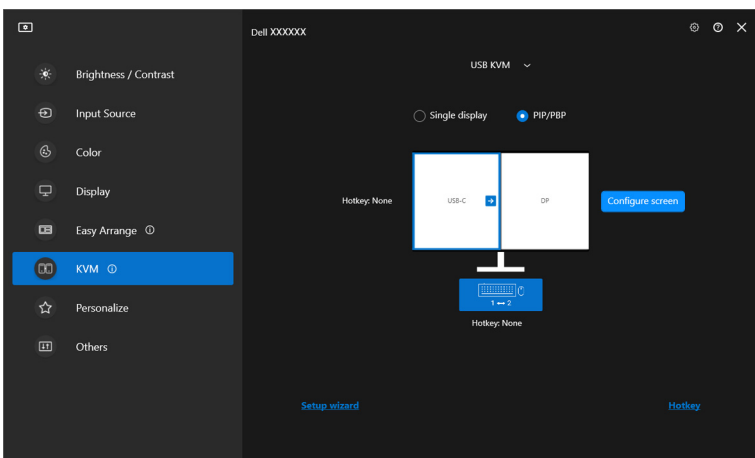 Dell XXXXXX
Brightness / Contrast
Input Source
Color
Display
Easy Arrange
KVM
Personalize
Others
USB KVM
Single display
PIP/PBP
Hotkey: None
USB-C
DP
Configure screen
1 ↔ 2
Hotkey: None
Setup wizard
Hotkey